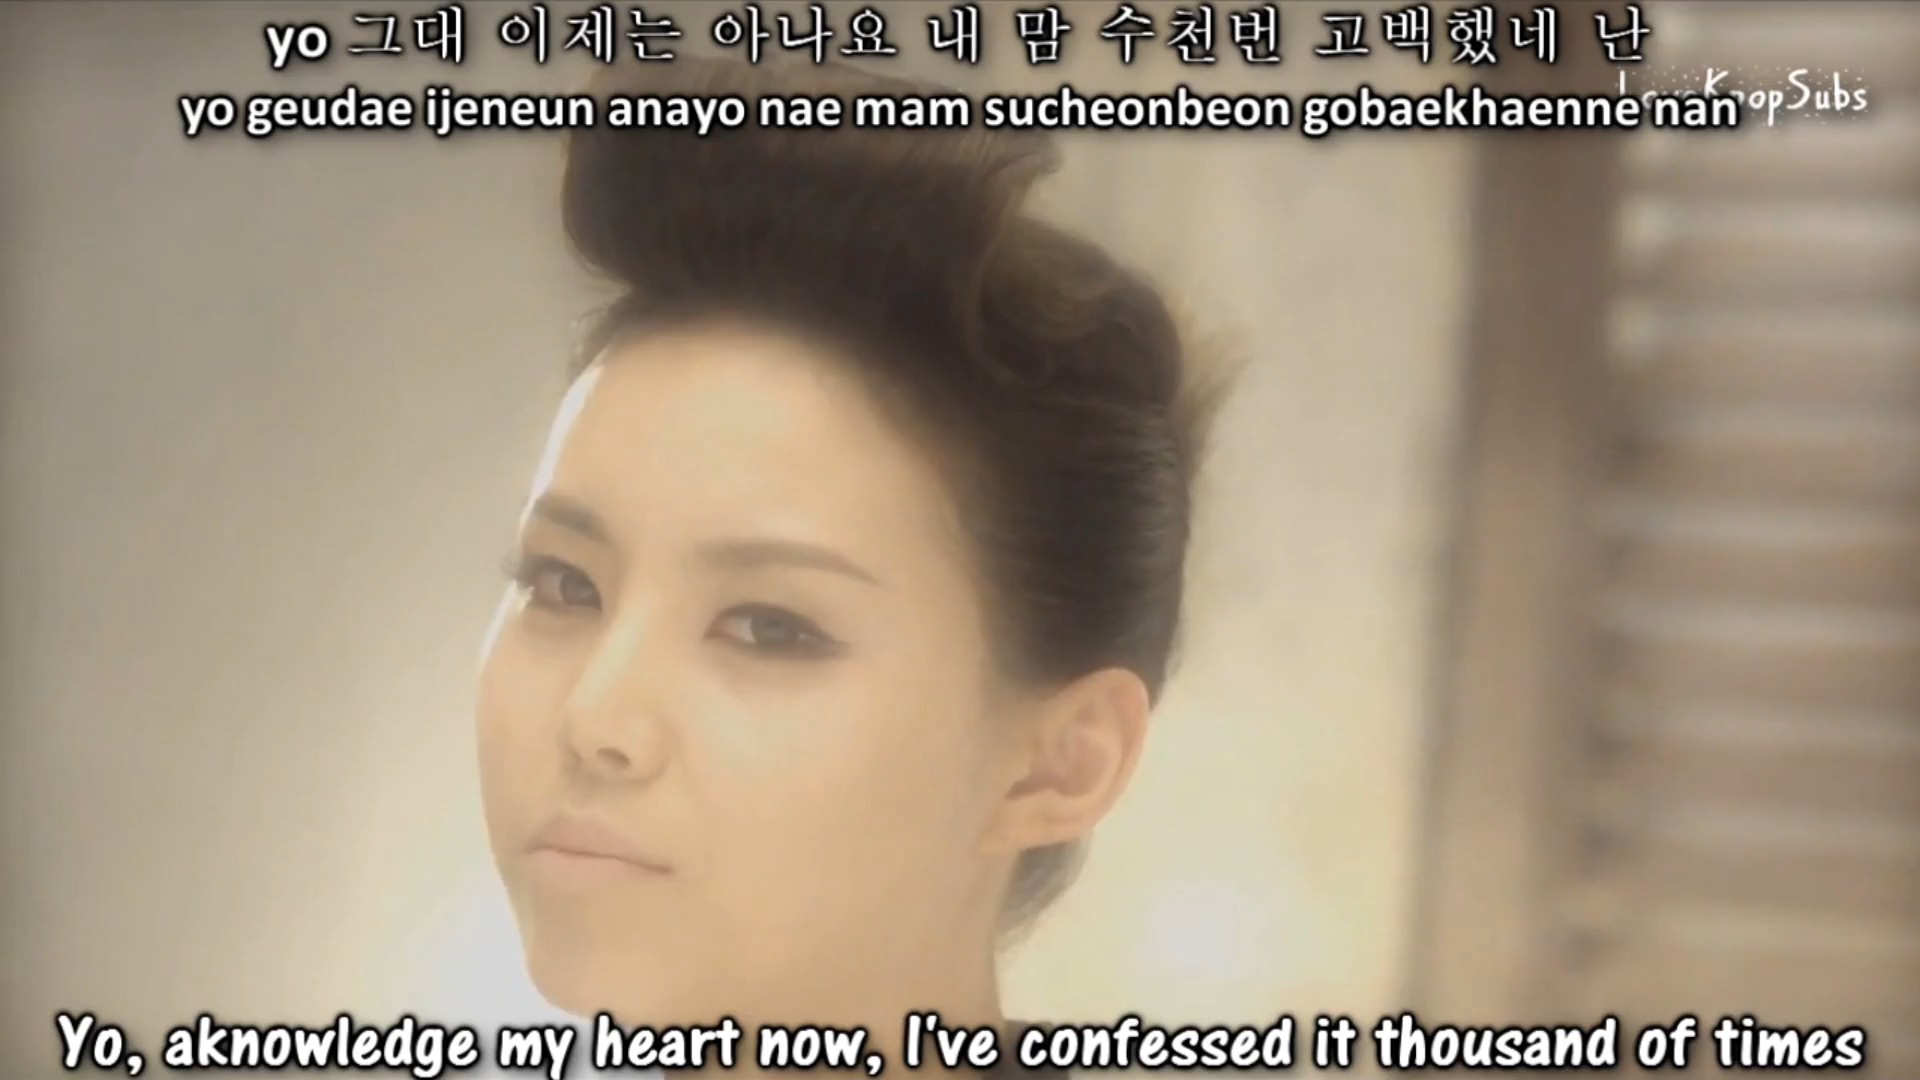 yo 그대 이제는 아나요 내 맘 수천번 고백했네 난
yo geudae ijeneun anayo nae mam sucheonbeon gobaekhaenne nan
LoveKpopSubs
Yo, aknowledge my heart now, I've confessed it thousand of times